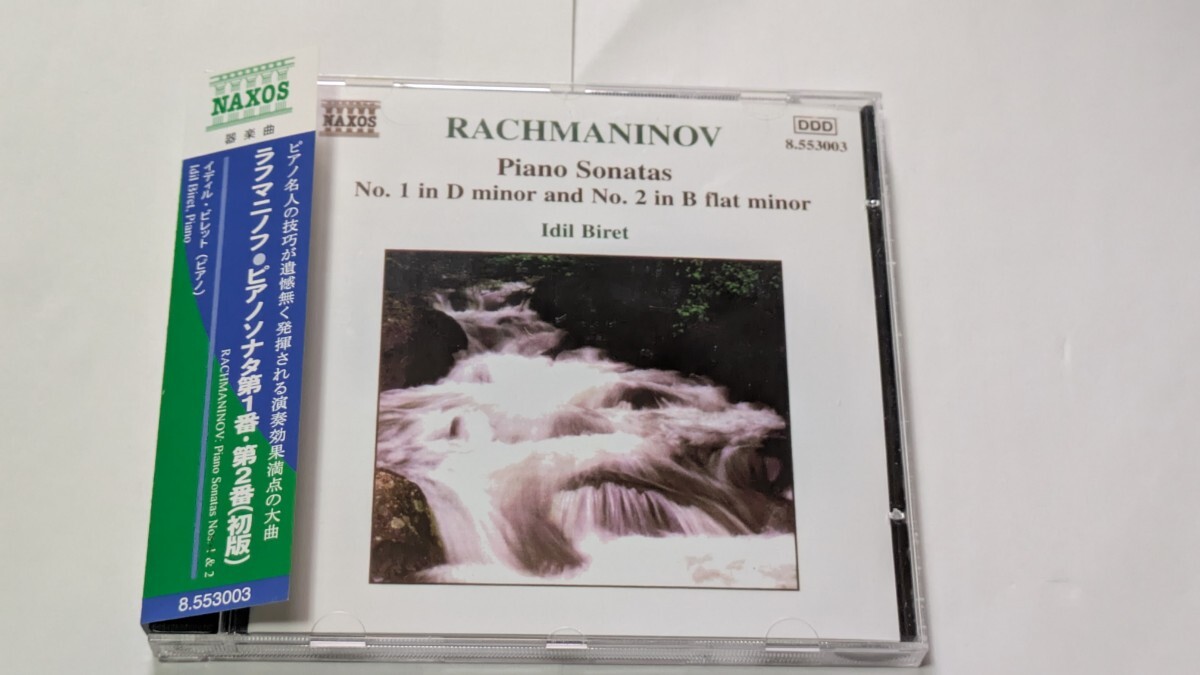 NAXOS
器楽曲
ピアノ名人の技巧が遺憾無く発揮される演奏効果満点の大曲
ラフマニノフ●ピアノソナタ第1番・第2番(初版)
RACHMANINOV: Piano Sonatas Nos. 1 & 2
イディル・ビレット (ピアノ)
Idil Biret, Piano
8.553003
NAXOS
RACHMANINOV
DDD
8.553003
Piano Sonatas
No. 1 in D minor and No. 2 in B flat minor
Idil Biret